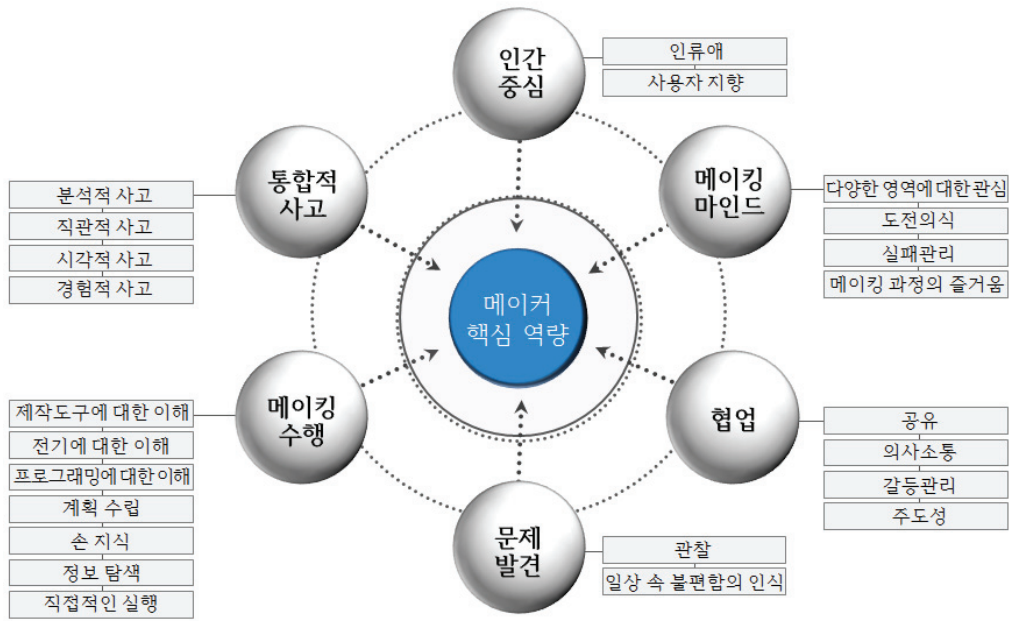 인간
중심
인류애
사용자 지향
통합적
사고
분석적 사고
직관적 사고
시각적 사고
경험적 사고
메이킹
마인드
다양한 영역에 대한 관심
도전의식
실패관리
메이킹 과정의 즐거움
메이커
핵심 역량
메이킹
수행
제작도구에 대한 이해
전기에 대한 이해
프로그래밍에 대한 이해
계획 수립
손 지식
정보 탐색
직접적인 실행
협업
공유
의사소통
갈등관리
주도성
문제
발견
관찰
일상 속 불편함의 인식